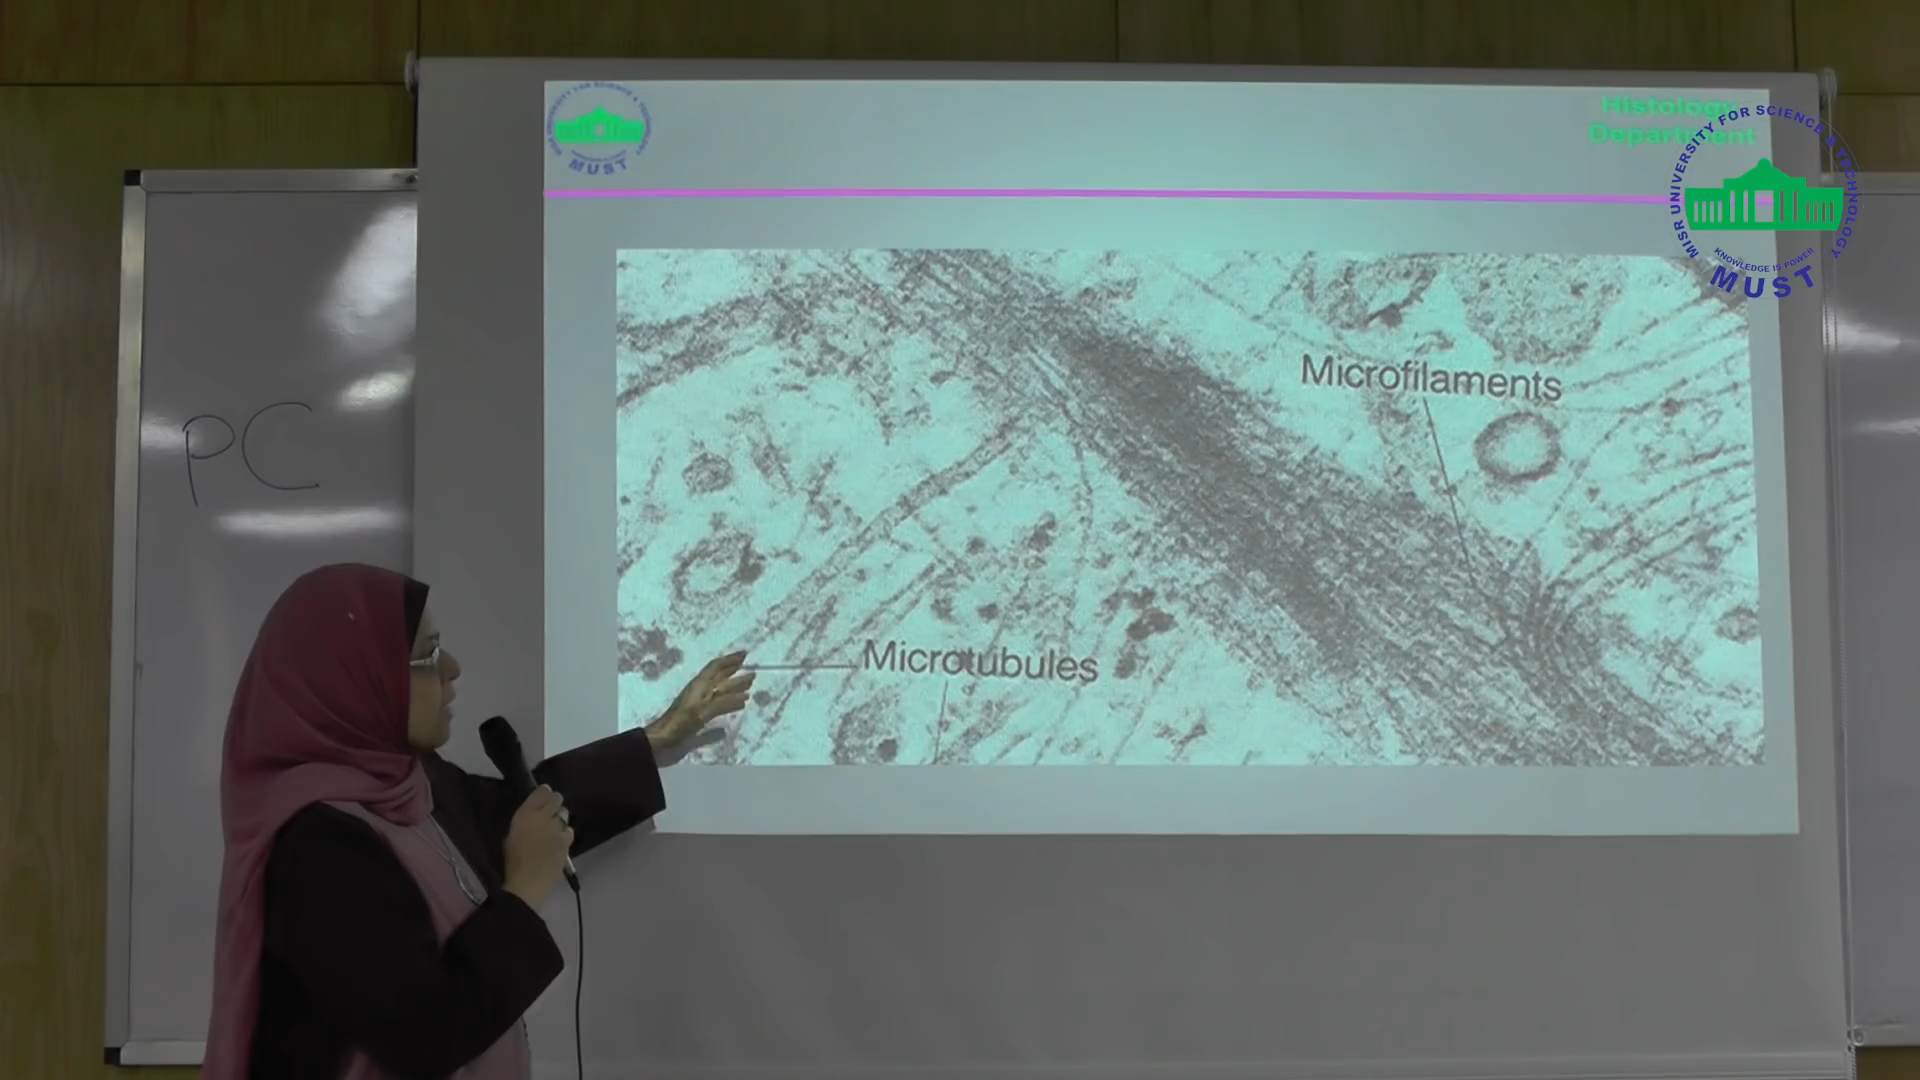 Histology
Department
MISR UNIVERSITY FOR SCIENCE & TECHNOLOGY
KNOWLEDGE IS POWER
MUST
MUST
PC
Microfilaments
Microtubules